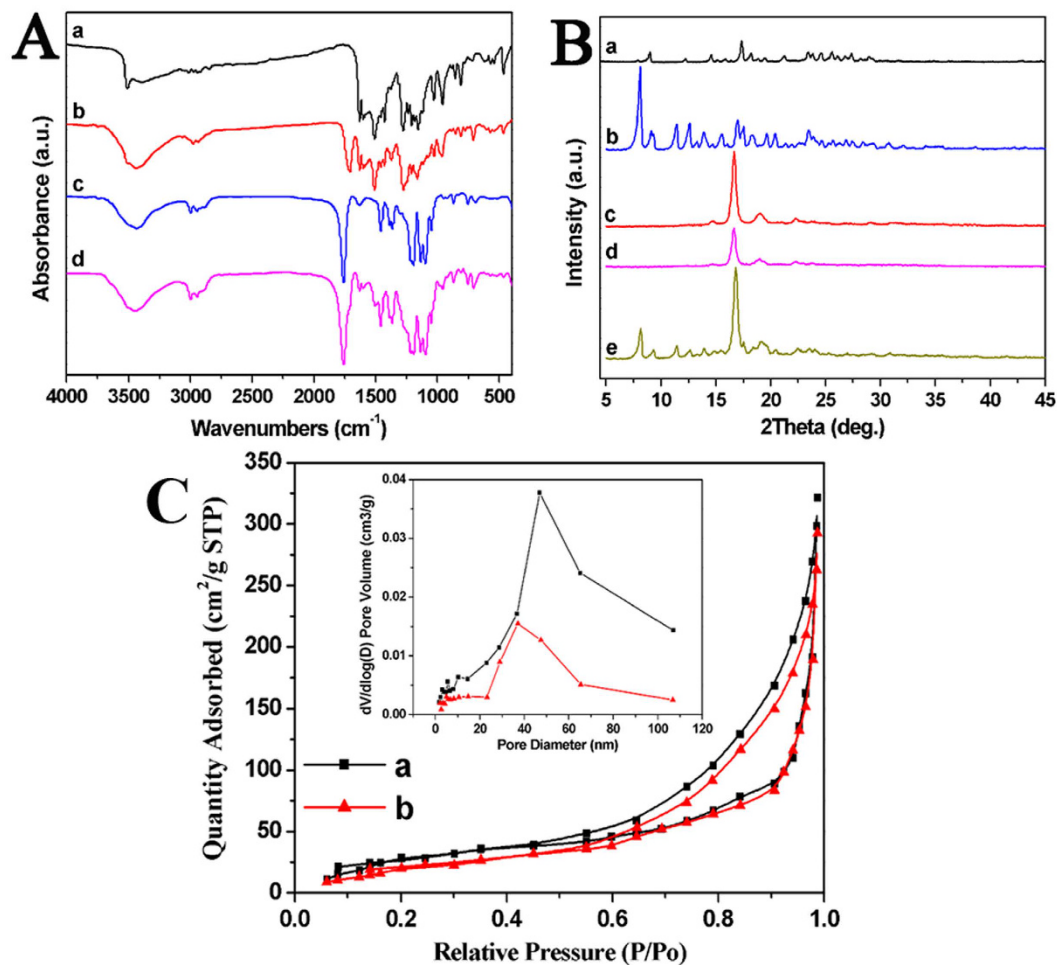 A
a
b
c
d
Absorbance (a.u.)
4000 3500 3000 2500 2000 1500 1000 500
Wavenumbers (cm-1)
B
a
b
c
d
e
Intensity (a.u.)
5 10 15 20 25 30 35 40 45
2Theta (deg.)
C
350
300
250
200
150
100
50
0
Quantity Adsorbed (cm²/g STP)
0.04
0.03
0.02
0.01
0.00
dV/dlog(D) Pore Volume (cm3/g)
0 20 40 60 80 100 120
Pore Diameter (nm)
a
b
0.0 0.2 0.4 0.6 0.8 1.0
Relative Pressure (P/Po)